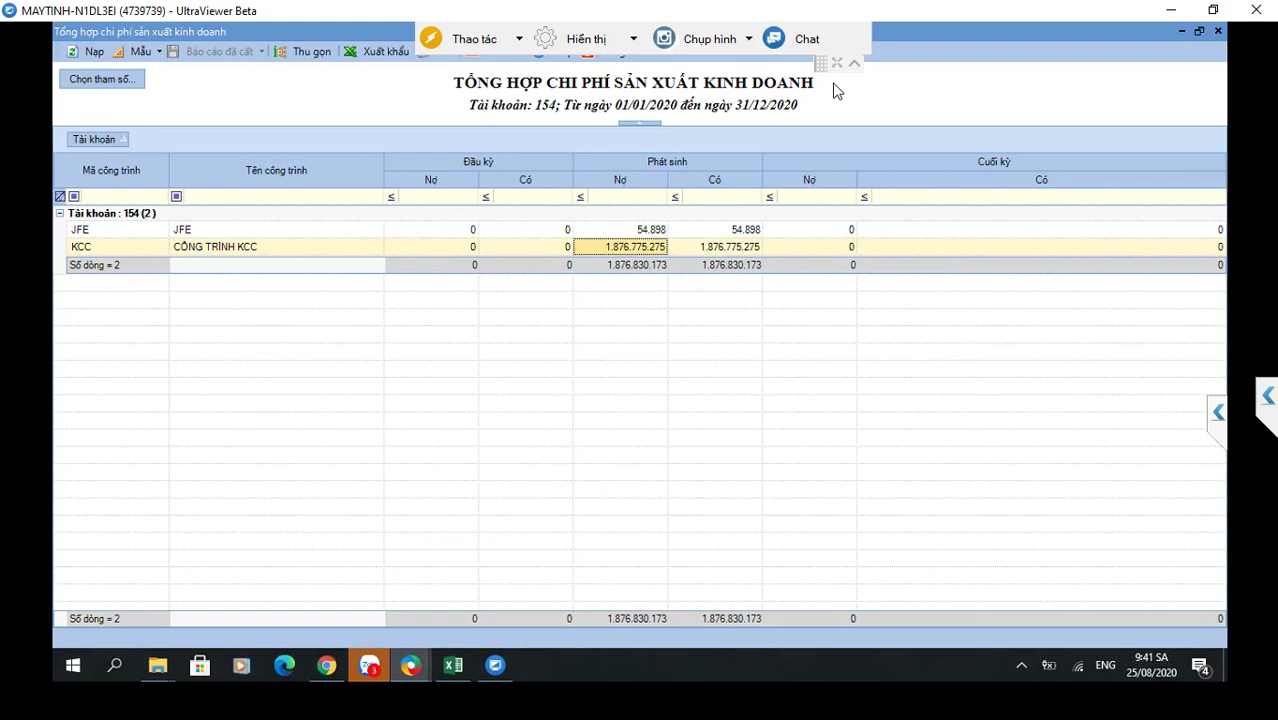 MAYTINH-N1DL3EI (4739739) - UltraViewer Beta
Tổng hợp chi phí sản xuất kinh doanh
Nạp Mẫu Báo cáo đã cất Thu gọn Xuất khẩu
Thao tác Hiển thị Chụp hình Chat
Chọn tham số...
TỔNG HỢP CHI PHÍ SẢN XUẤT KINH DOANH
Tài khoản: 154; Từ ngày 01/01/2020 đến ngày 31/12/2020
Tài khoản
Mã công trình Tên công trình Đầu kỳ Phát sinh Cuối kỳ
Nợ Có Nợ Có Nợ Có
≤ ≤ ≤ ≤ ≤ ≤
Tài khoản : 154 (2 )
JFE JFE 0 0 54.898 54.898 0 0
KCC CÔNG TRÌNH KCC 0 0 1.876.775.275 1.876.775.275 0 0
Số dòng = 2 0 0 1.876.830.173 1.876.830.173 0 0
Số dòng = 2 0 0 1.876.830.173 1.876.830.173 0 0
3 ENG 9:41 SA
25/08/2020 4